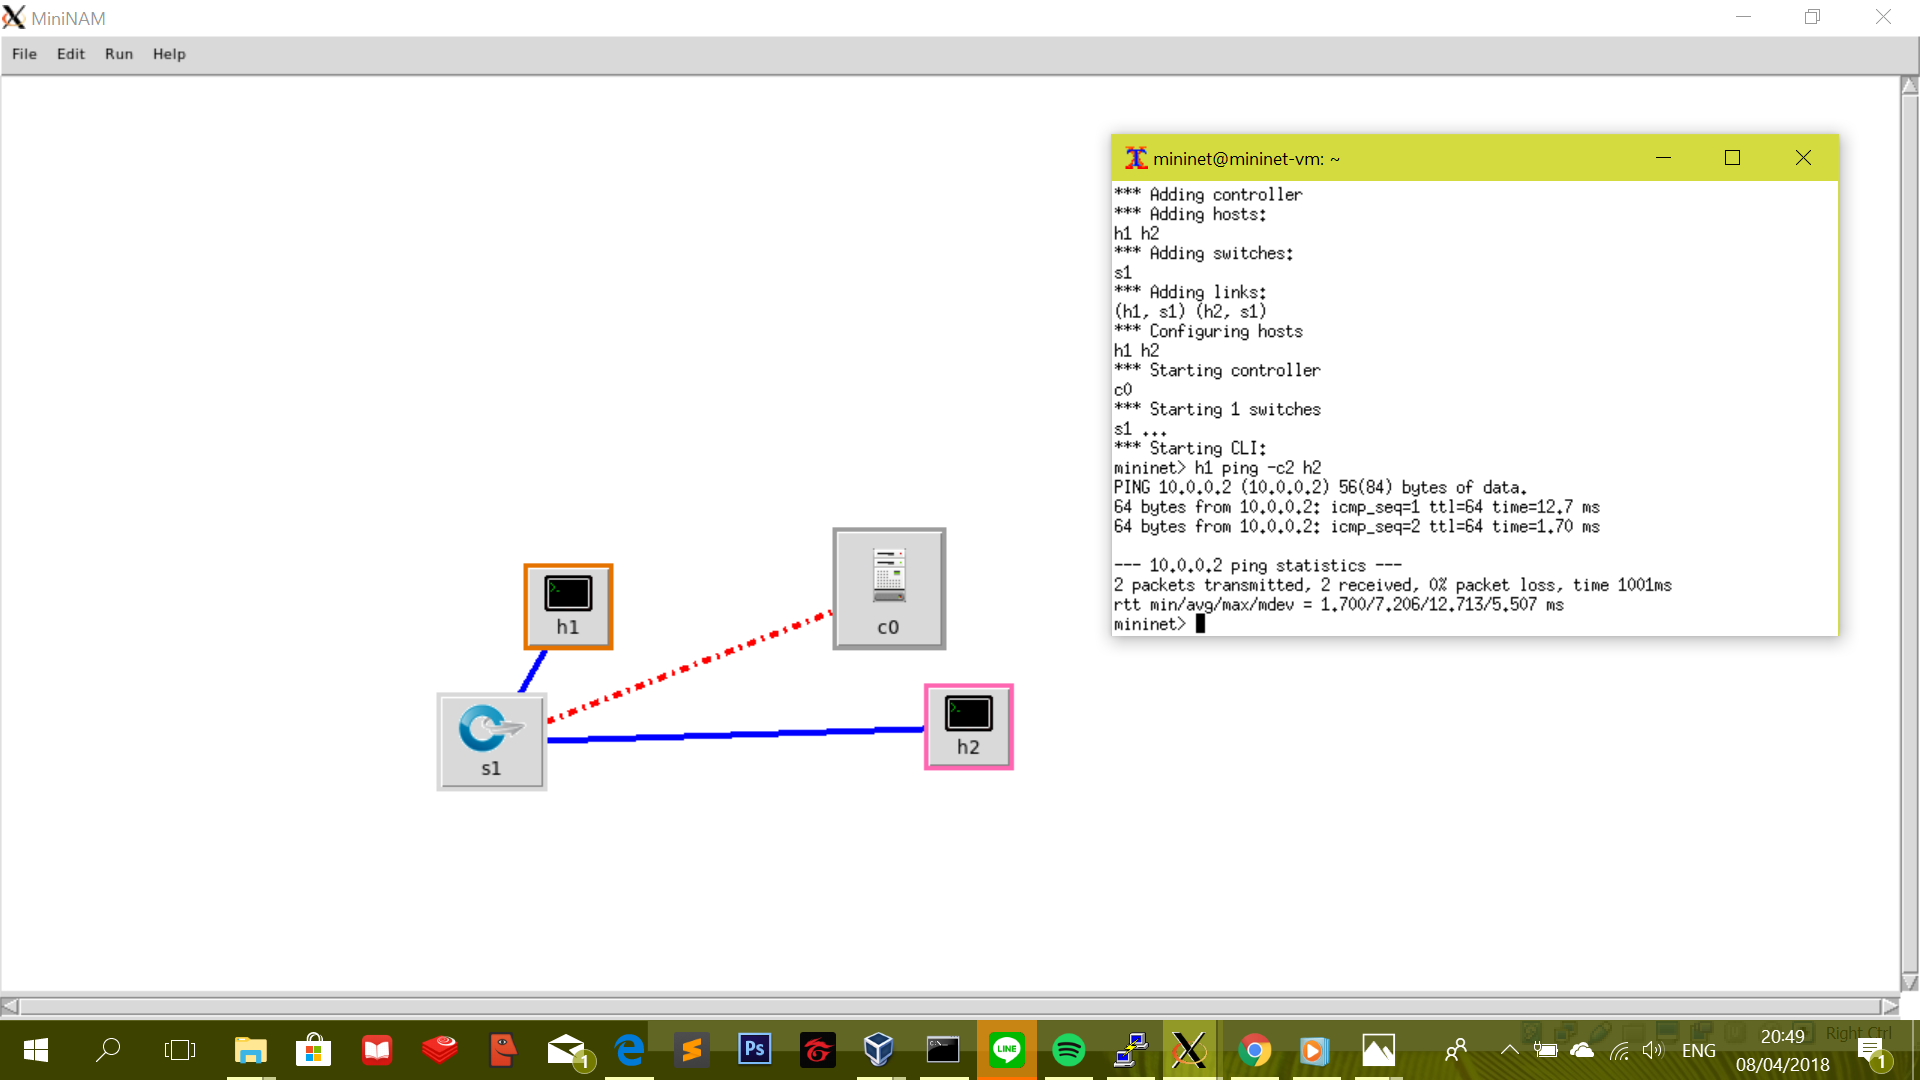 MiniNAM
File Edit Run Help
mininet@mininet-vm: ~
*** Adding controller
*** Adding hosts:
h1 h2
*** Adding switches:
s1
*** Adding links:
(h1, s1) (h2, s1)
*** Configuring hosts
h1 h2
*** Starting controller
c0
*** Starting 1 switches
s1 ...
*** Starting CLI:
mininet> h1 ping -c2 h2
PING 10.0.0.2 (10.0.0.2) 56(84) bytes of data.
64 bytes from 10.0.0.2: icmp_seq=1 ttl=64 time=12.7 ms
64 bytes from 10.0.0.2: icmp_seq=2 ttl=64 time=1.70 ms
--- 10.0.0.2 ping statistics ---
2 packets transmitted, 2 received, 0% packet loss, time 1001ms
rtt min/avg/max/mdev = 1.700/7.206/12.713/5.507 ms
mininet>
h1
c0
h2
s1
Right Ctrl
1
Ps
LINE
ENG
20:49
08/04/2018
1